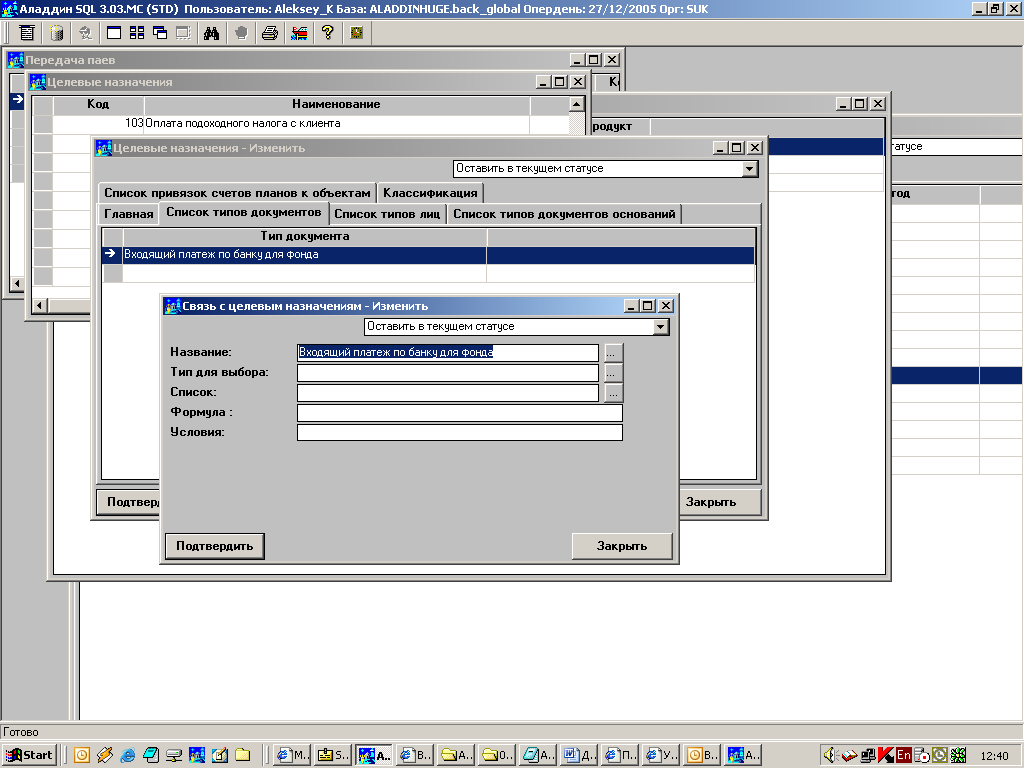 Аладдин SQL 3.03.MC (STD) Пользователь: Aleksey_K База: ALADDINHUGE.back_global Опердень: 27/12/2005 Орг: SUK
Передача паев
Целевые назначения
Код Наименование
103 Оплата подоходного налога с клиента
родукт
татусе
год
Целевые назначения - Изменить
Оставить в текущем статусе
Список привязок счетов планов к объектам Классификация
Главная Список типов документов Список типов лиц Список типов документов оснований
Тип документа
Входящий платеж по банку для фонда
Связь с целевым назначениям - Изменить
Оставить в текущем статусе
Название: Входящий платеж по банку для фонда ...
Тип для выбора: ...
Список: ...
Формула :
Условия:
Подтвер
Закрыть
Подтвердить Закрыть
Готово
Start М... S... А... В... А... О... А... Д... П... У... В... А... En 12:40